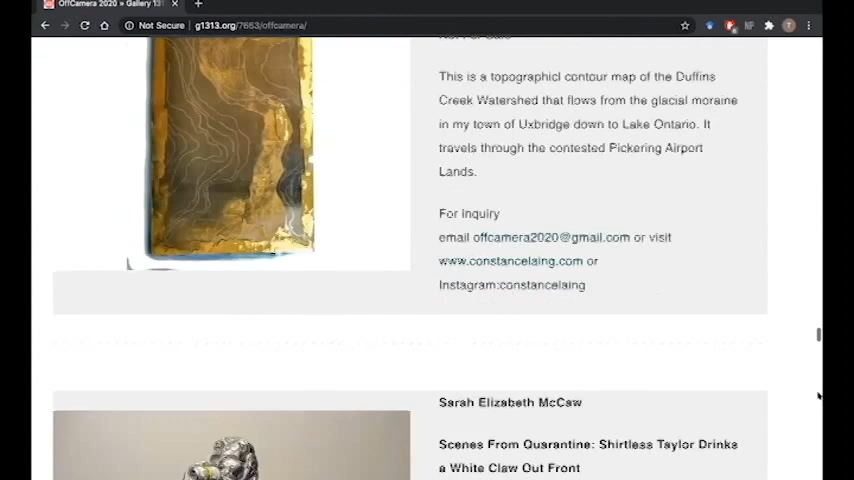 OffCamera 2020 » Gallery 131
Not Secure | g1313.org/7663/offcamera/
NP
T
This is a topographicl contour map of the Duffins
Creek Watershed that flows from the glacial moraine
in my town of Uxbridge down to Lake Ontario. It
travels through the contested Pickering Airport
Lands.
For inquiry
email offcamera2020@gmail.com or visit
www.constancelaing.com or
Instagram:constancelaing
Sarah Elizabeth McCaw
Scenes From Quarantine: Shirtless Taylor Drinks
a White Claw Out Front